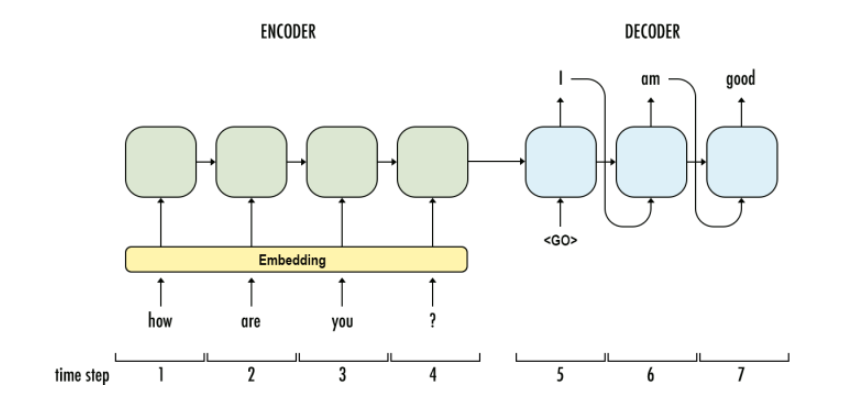 ENCODER DECODER
I am good
<GO>
Embedding
how are you ?
time step 1 2 3 4 5 6 7